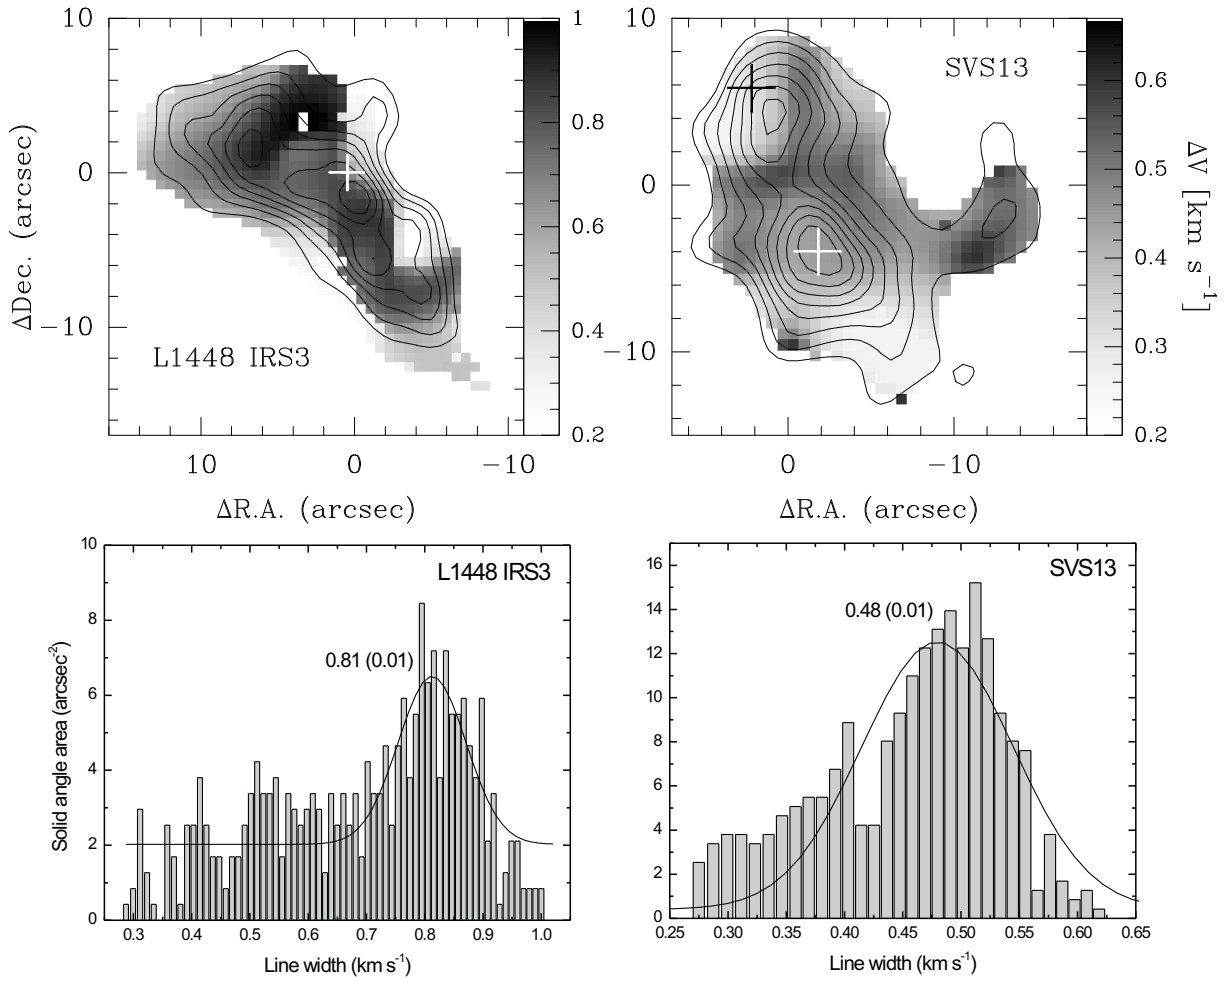 L1448 IRS3
10
0
−10
10
0
−10
ΔDec. (arcsec)
ΔR.A. (arcsec)
1
0.8
0.6
0.4
0.2
SVS13
10
0
−10
0
−10
ΔR.A. (arcsec)
0.6
0.5
0.4
0.3
0.2
ΔV [km s⁻¹]
L1448 IRS3
0.81 (0.01)
10
8
6
4
2
0
0.3 0.4 0.5 0.6 0.7 0.8 0.9 1.0
Solid angle area (arcsec⁻²)
Line width (km s⁻¹)
SVS13
0.48 (0.01)
16
14
12
10
8
6
4
2
0
0.25 0.30 0.35 0.40 0.45 0.50 0.55 0.60 0.65
Line width (km s⁻¹)